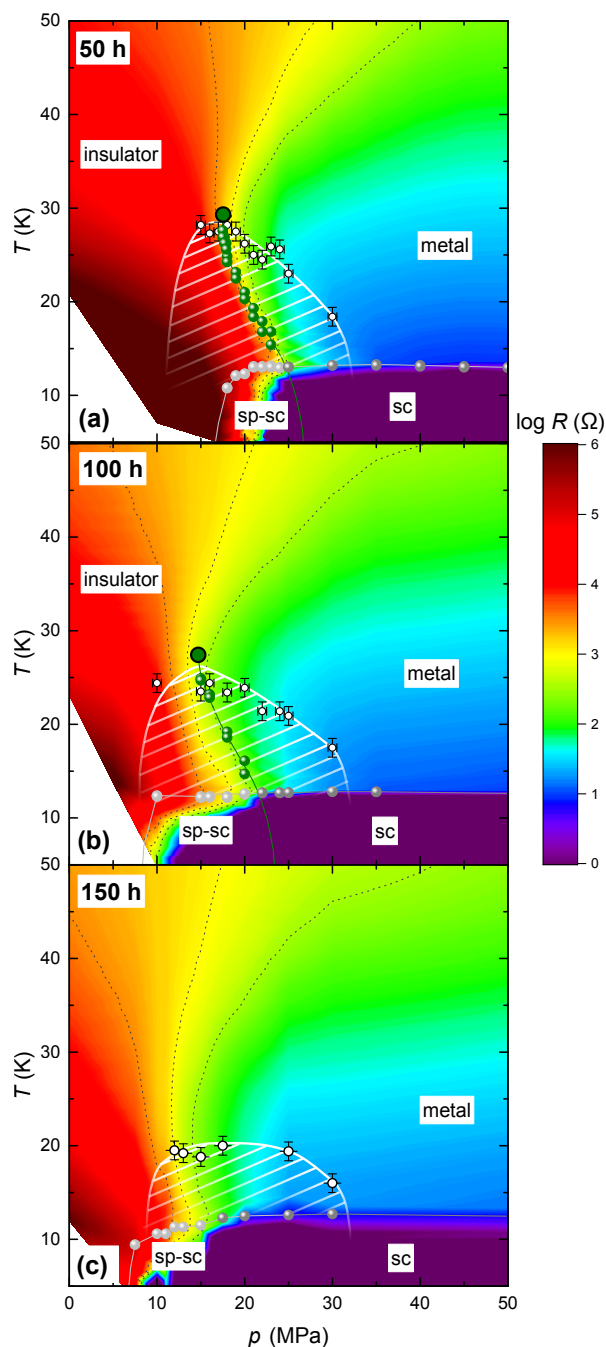 50
50 h
40
insulator
30
T (K)
metal
20
10
(a)
sp-sc
sc
log R (Ω)
50
100 h
6
40
5
insulator
30
4
T (K)
metal
3
20
2
10
1
(b)
sp-sc
sc
0
50
150 h
40
30
T (K)
metal
20
10
(c)
sp-sc
sc
0 10 20 30 40 50
p (MPa)